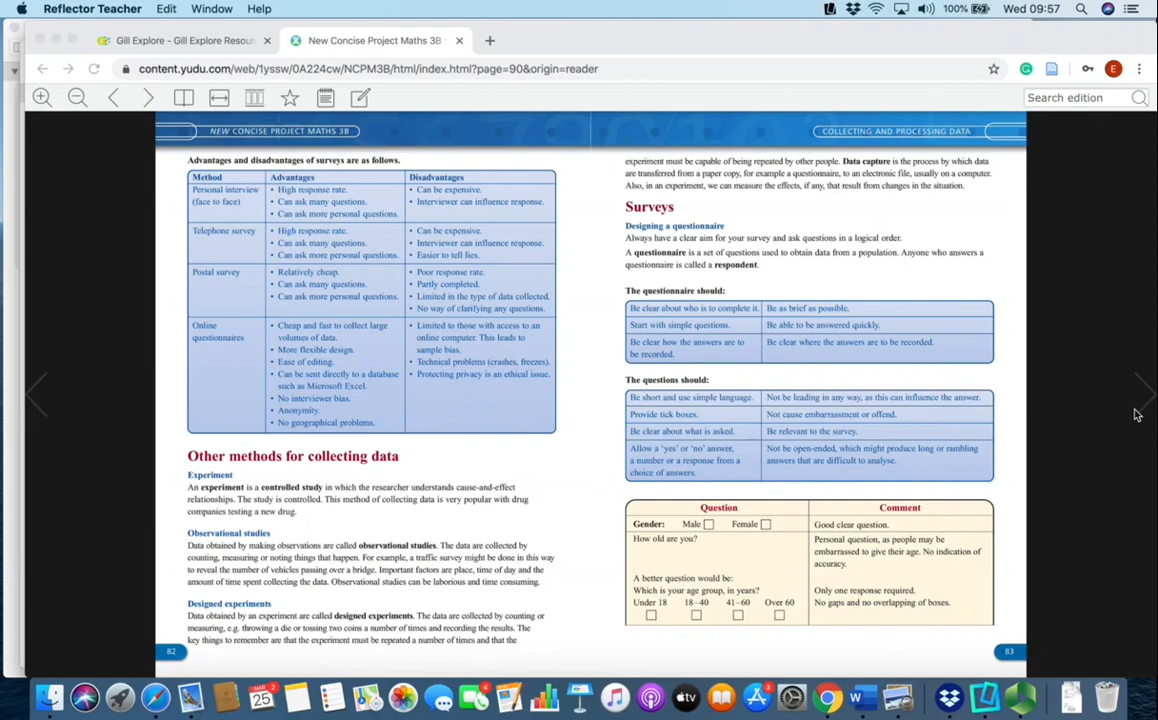 Reflector Teacher Edit Window Help 100% Wed 09:57
Gill Explore - Gill Explore Resour
New Concise Project Maths 3B
content.yudu.com/web/1yssw/0A224cw/NCPM3B/html/index.html?page=90&origin=reader
E
Search edition
NEW CONCISE PROJECT MATHS 3B
Advantages and disadvantages of surveys are as follows.
Method Advantages Disadvantages
Personal interview
(face to face)
• High response rate.
• Can ask many questions.
• Can ask more personal questions.
• Can be expensive.
• Interviewer can influence response.
Telephone survey
• High response rate.
• Can ask many questions.
• Can ask more personal questions.
• Can be expensive.
• Interviewer can influence response.
• Easier to tell lies.
Postal survey
• Relatively cheap.
• Can ask many questions.
• Can ask more personal questions.
• Poor response rate.
• Partly completed.
• Limited in the type of data collected.
• No way of clarifying any questions.
Online
questionnaires
• Cheap and fast to collect large
volumes of data.
• More flexible design.
• Ease of editing.
• Can be sent directly to a database
such as Microsoft Excel.
• No interviewer bias.
• Anonymity.
• No geographical problems.
• Limited to those with access to an
online computer. This leads to
sample bias.
• Technical problems (crashes, freezes).
• Protecting privacy is an ethical issue.
Other methods for collecting data
Experiment
An experiment is a controlled study in which the researcher understands cause-and-effect
relationships. The study is controlled. This method of collecting data is very popular with drug
companies testing a new drug.
Observational studies
Data obtained by making observations are called observational studies. The data are collected by
counting, measuring or noting things that happen. For example, a traffic survey might be done in this way
to reveal the number of vehicles passing over a bridge. Important factors are place, time of day and the
amount of time spent collecting the data. Observational studies can be laborious and time consuming.
Designed experiments
Data obtained by an experiment are called designed experiments. The data are collected by counting or
measuring, e.g. throwing a die or tossing two coins a number of times and recording the results. The
key things to remember are that the experiment must be repeated a number of times and that the
82
COLLECTING AND PROCESSING DATA
experiment must be capable of being repeated by other people. Data capture is the process by which data
are transferred from a paper copy, for example a questionnaire, to an electronic file, usually on a computer.
Also, in an experiment, we can measure the effects, if any, that result from changes in the situation.
Surveys
Designing a questionnaire
Always have a clear aim for your survey and ask questions in a logical order.
A questionnaire is a set of questions used to obtain data from a population. Anyone who answers a
questionnaire is called a respondent.
The questionnaire should:
Be clear about who is to complete it. Be as brief as possible.
Start with simple questions. Be able to be answered quickly.
Be clear how the answers are to
be recorded.
Be clear where the answers are to be recorded.
The questions should:
Be short and use simple language. Not be leading in any way, as this can influence the answer.
Provide tick boxes. Not cause embarrassment or offend.
Be clear about what is asked. Be relevant to the survey.
Allow a 'yes' or 'no' answer,
a number or a response from a
choice of answers.
Not be open-ended, which might produce long or rambling
answers that are difficult to analyse.
Question Comment
Gender: Male Female Good clear question.
How old are you?
Personal question, as people may be
embarrassed to give their age. No indication of
accuracy.
A better question would be:
Which is your age group, in years? Only one response required.
Under 18 18–40 41–60 Over 60 No gaps and no overlapping of boxes.
83
MAR 2
25
4
3
tv
W